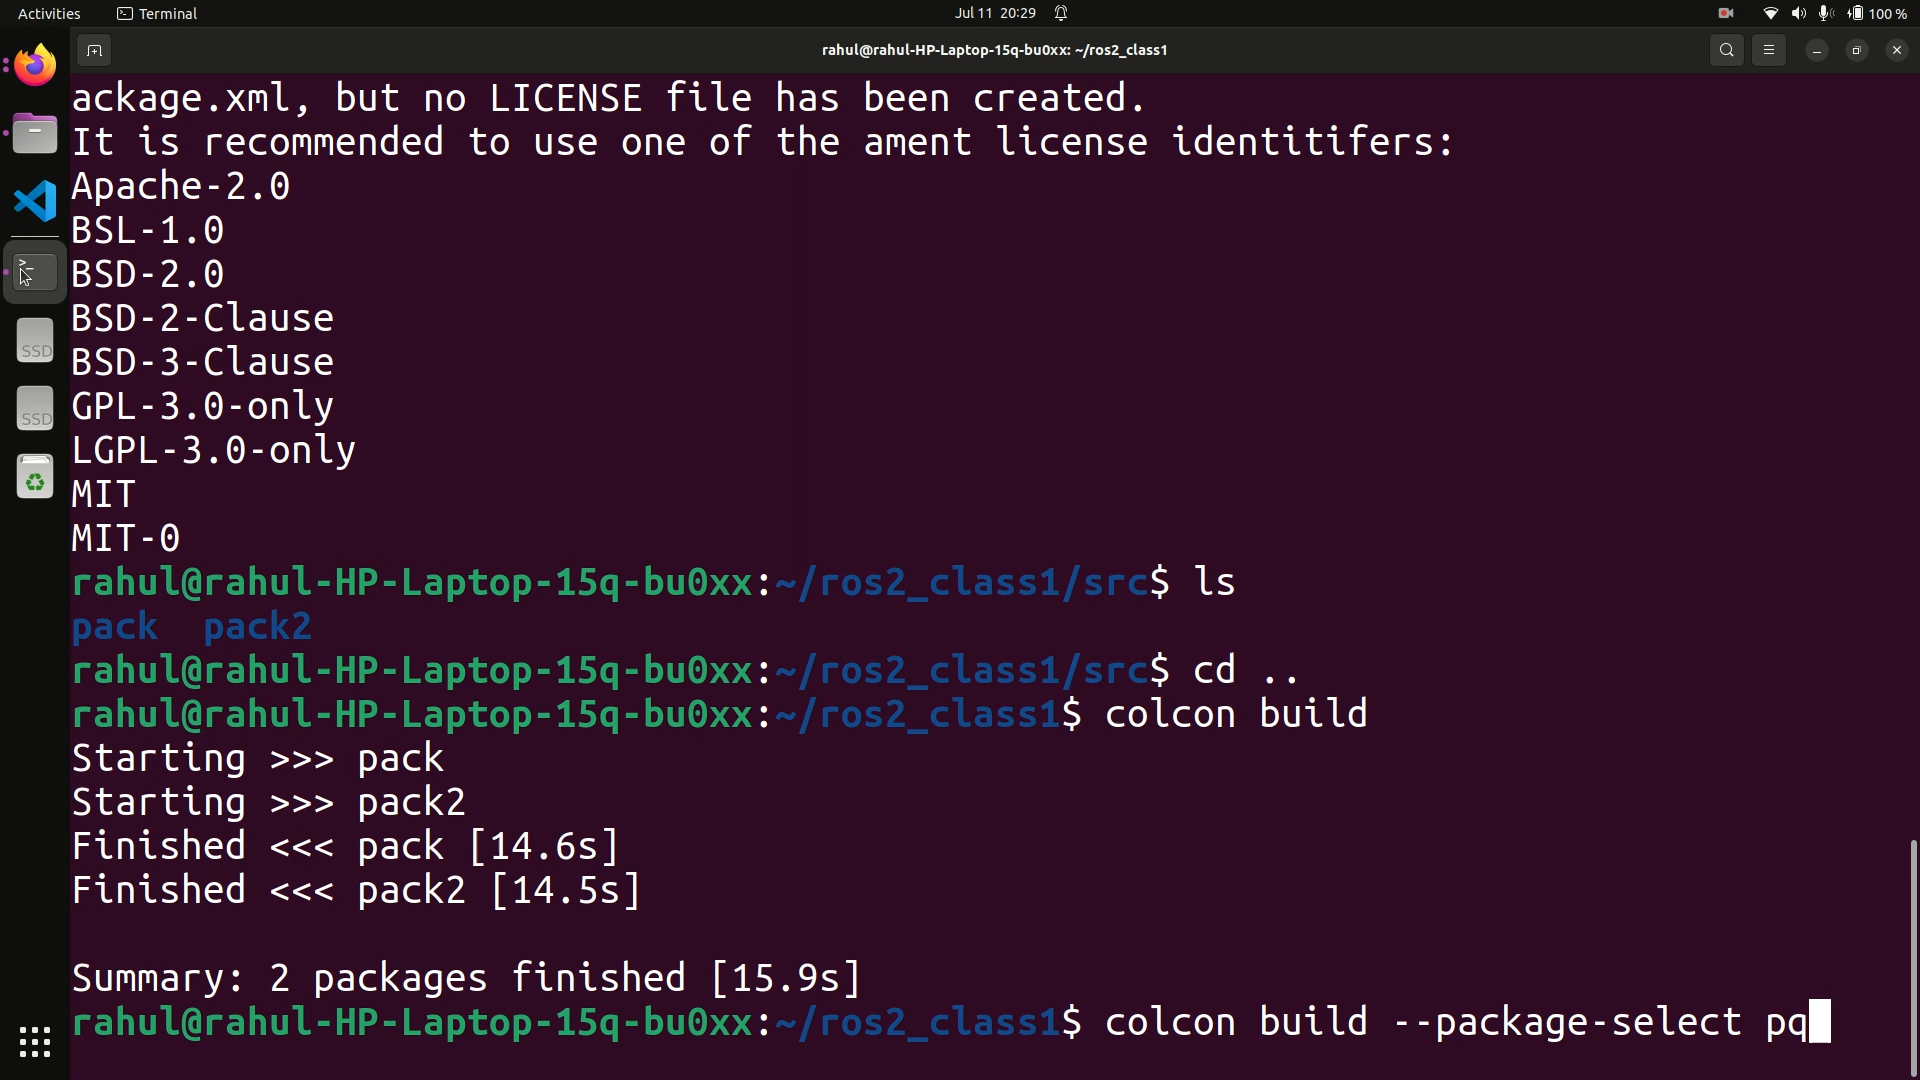 Activities Terminal Jul 11 20:29 100 %
rahul@rahul-HP-Laptop-15q-bu0xx: ~/ros2_class1
ackage.xml, but no LICENSE file has been created.
It is recommended to use one of the ament license identitifers:
Apache-2.0
BSL-1.0
BSD-2.0
BSD-2-Clause
BSD-3-Clause
GPL-3.0-only
LGPL-3.0-only
MIT
MIT-0
rahul@rahul-HP-Laptop-15q-bu0xx:~/ros2_class1/src$ ls
pack  pack2
rahul@rahul-HP-Laptop-15q-bu0xx:~/ros2_class1/src$ cd ..
rahul@rahul-HP-Laptop-15q-bu0xx:~/ros2_class1$ colcon build
Starting >>> pack
Starting >>> pack2
Finished <<< pack [14.6s]
Finished <<< pack2 [14.5s]
Summary: 2 packages finished [15.9s]
rahul@rahul-HP-Laptop-15q-bu0xx:~/ros2_class1$ colcon build --package-select pq
SSD
SSD